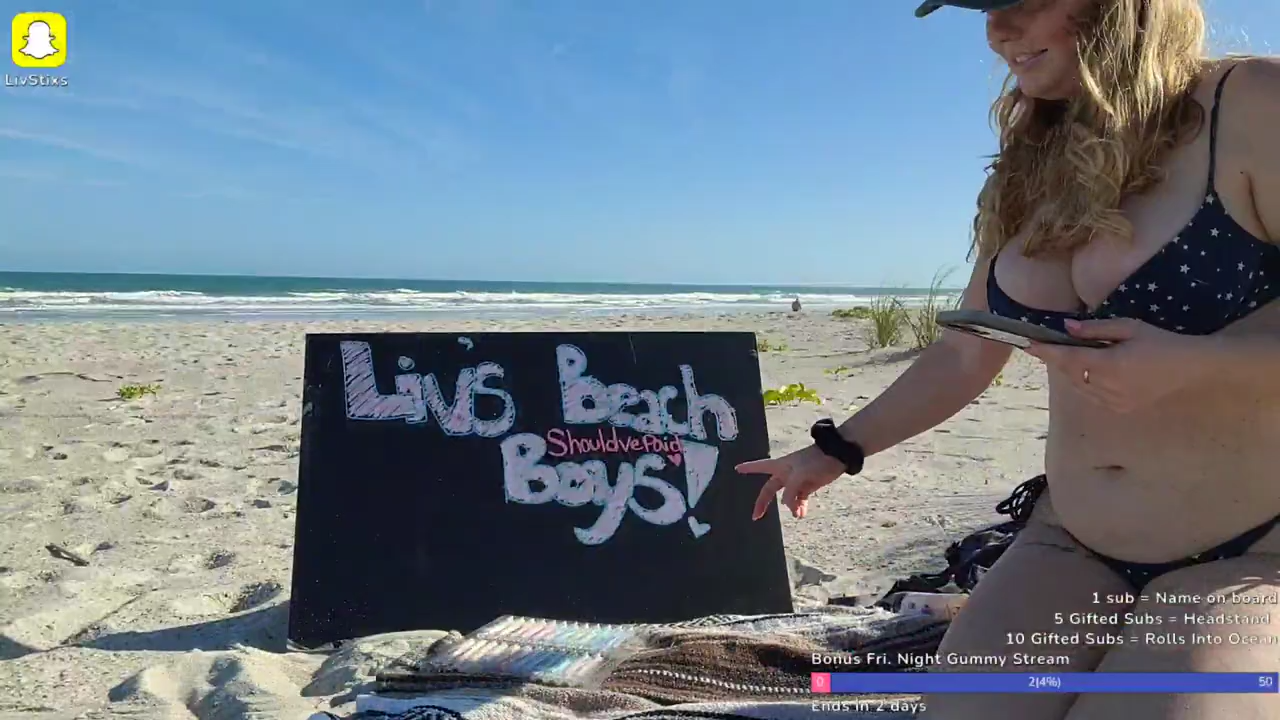 LivStixs
Liv's Beach
ShouldvePaid
Boys!
1 sub = Name on board
5 Gifted Subs = Headstand
10 Gifted Subs = Rolls Into Ocean
Bonus Fri. Night Gummy Stream
0 2(4%) 50
Ends in 2 days